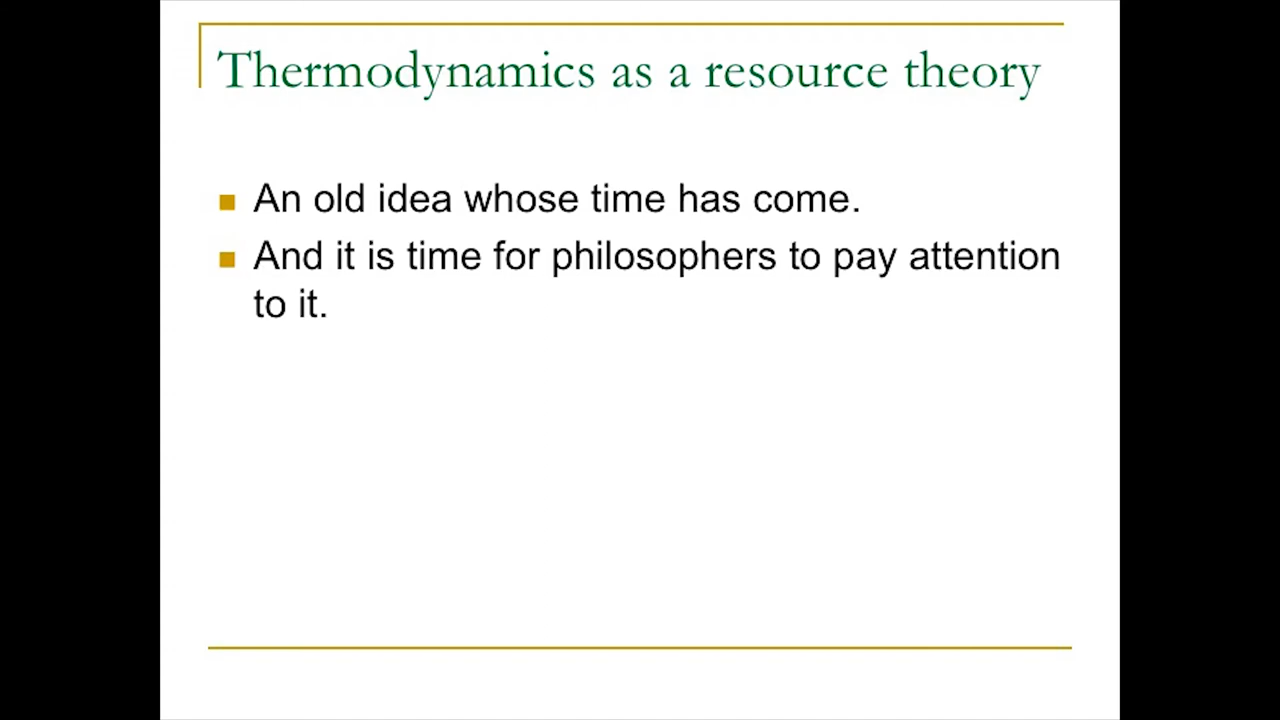 Thermodynamics as a resource theory
An old idea whose time has come.
And it is time for philosophers to pay attention
to it.